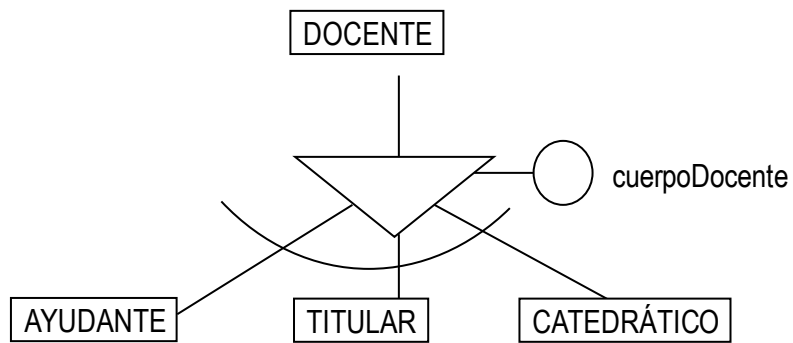 DOCENTE
cuerpoDocente
AYUDANTE
TITULAR
CATEDRÁTICO